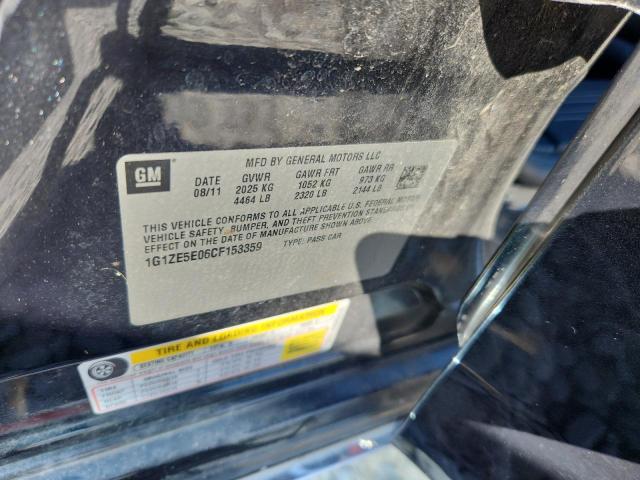 GM
MFD BY GENERAL MOTORS LLC
DATE GVWR GAWR FRT GAWR RR
08/11 2025 KG 1052 KG 973 KG
4464 LB 2320 LB 2144 LB
THIS VEHICLE CONFORMS TO ALL APPLICABLE U.S. FEDERAL MOTOR
VEHICLE SAFETY, BUMPER, AND THEFT PREVENTION STANDARDS IN
EFFECT ON THE DATE OF MANUFACTURE SHOWN ABOVE.
1G1ZE5E06CF153359 TYPE: PASS CAR
TIRE AND LOADING INFORMATION
SEATING CAPACITY
TIRE